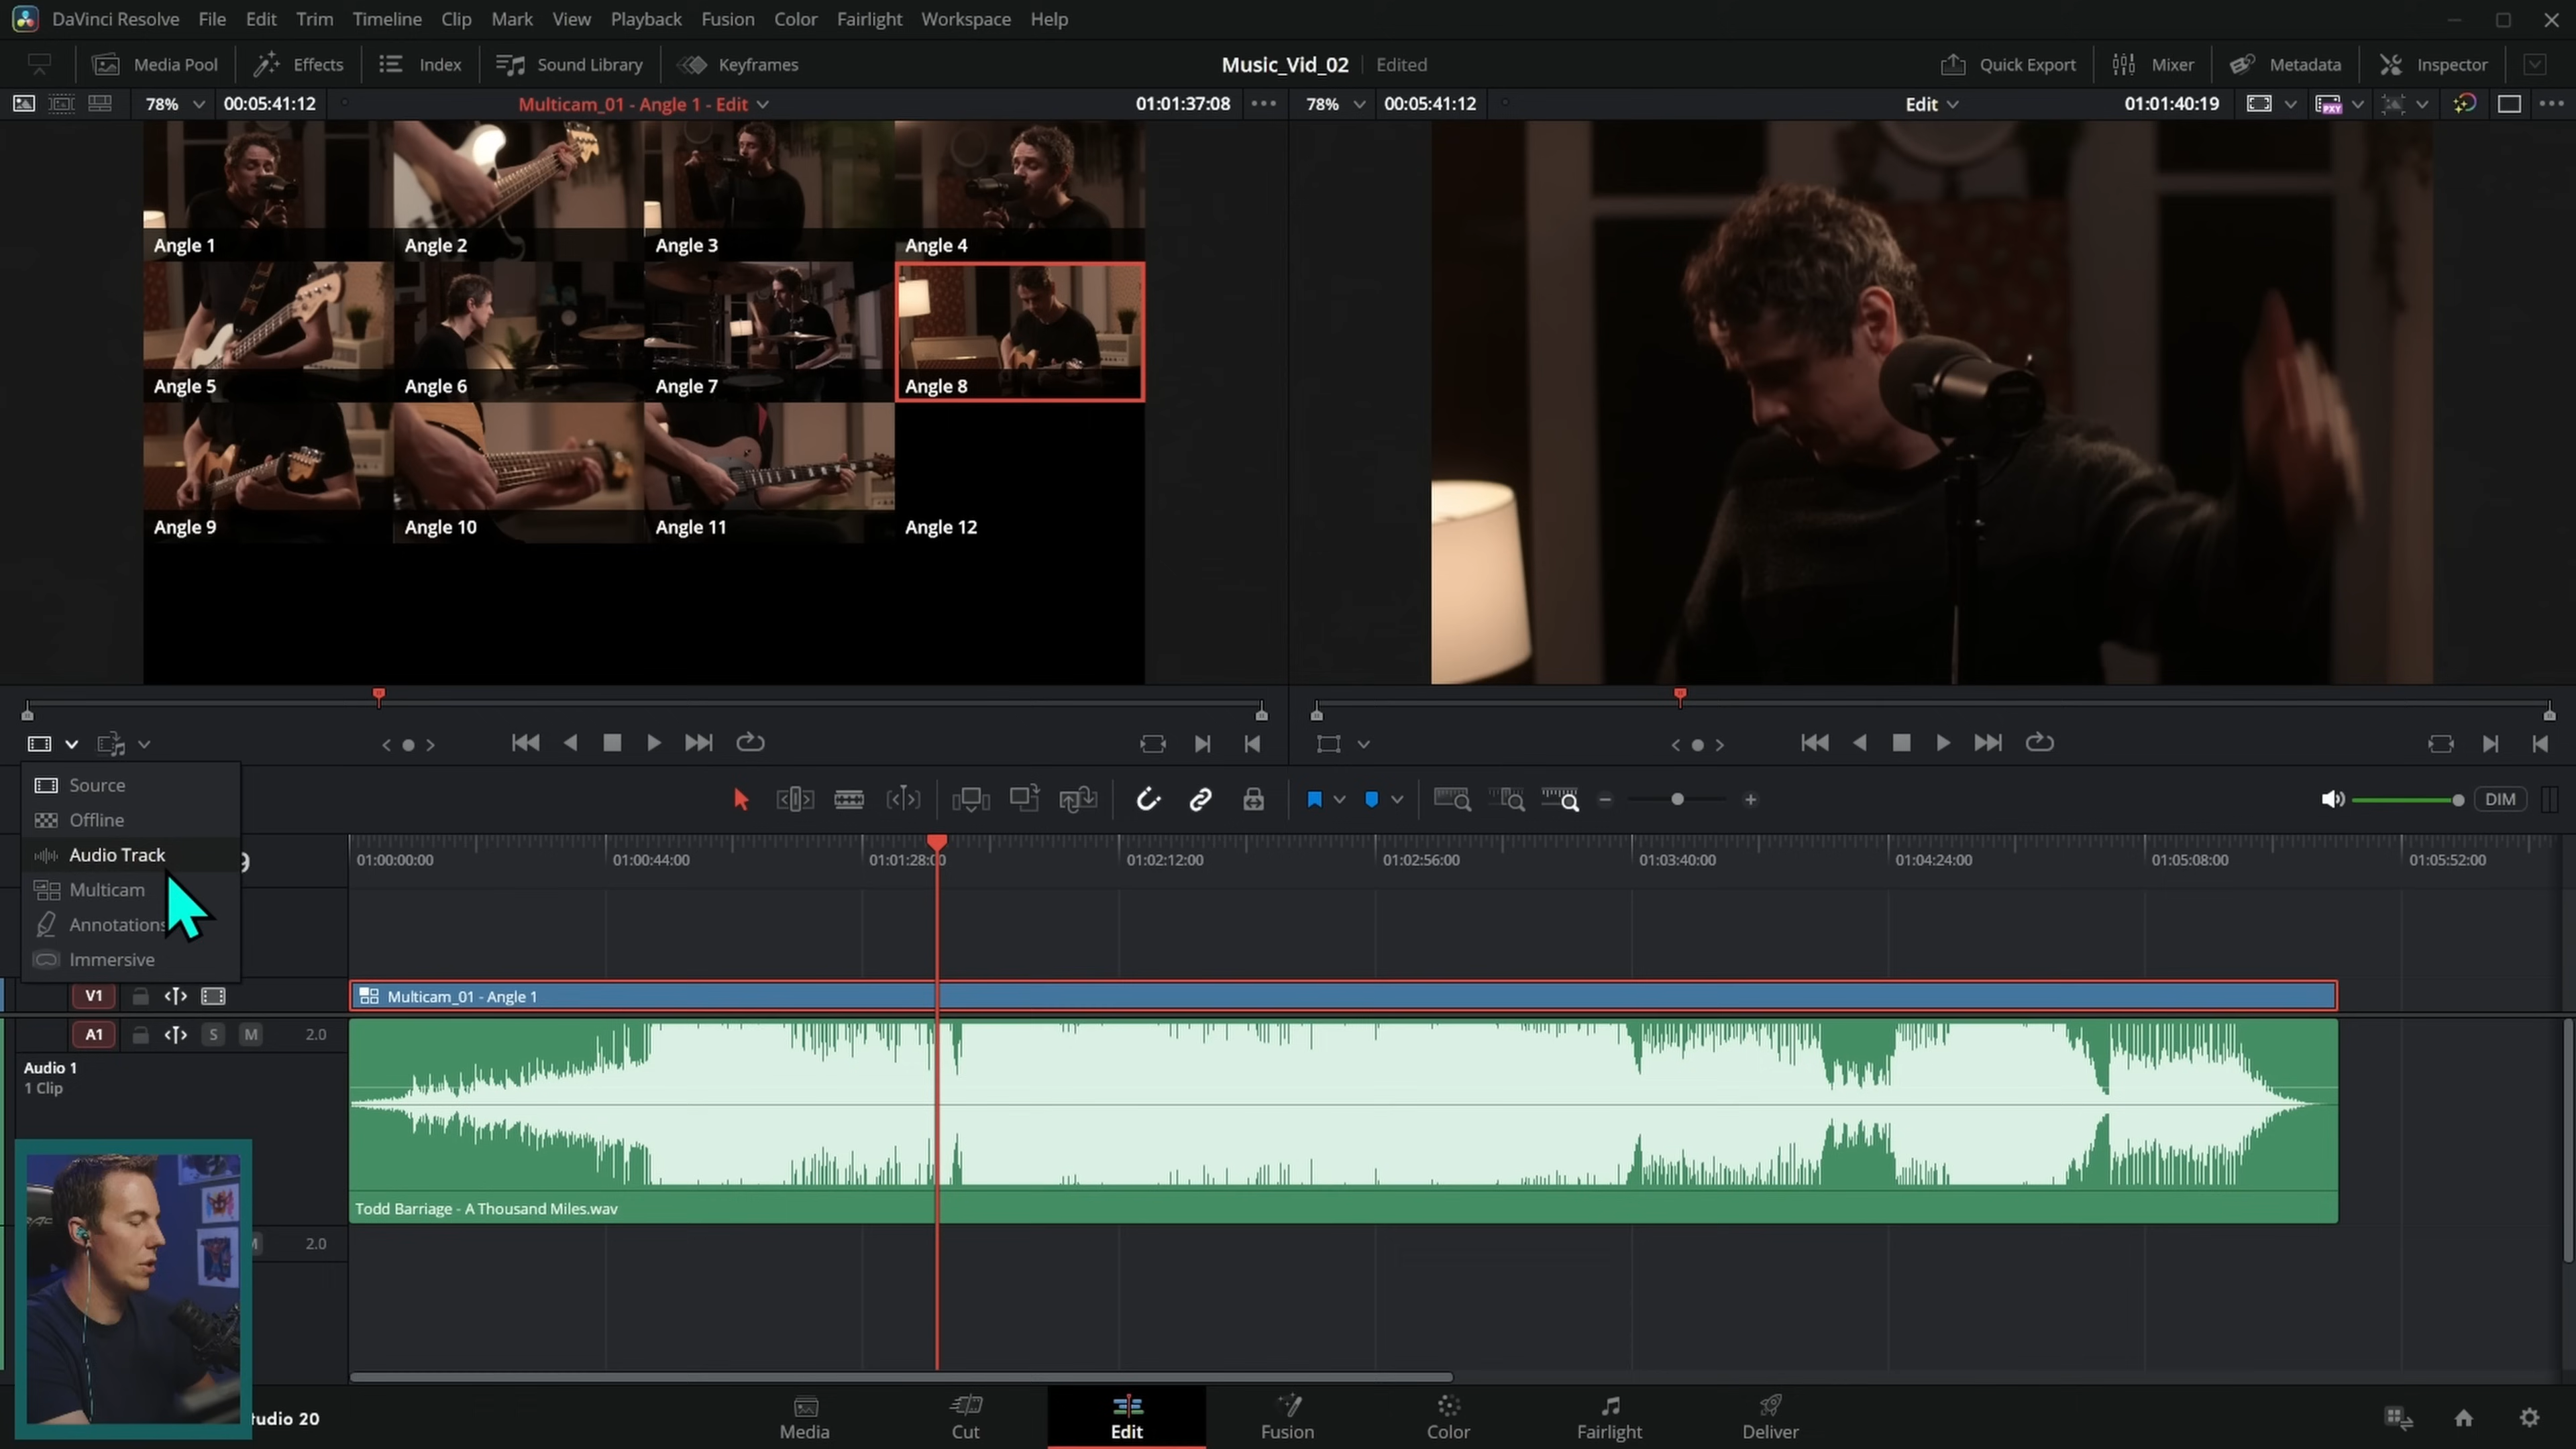 DaVinci Resolve File Edit Trim Timeline Clip Mark View Playback Fusion Color Fairlight Workspace Help
Media Pool Effects Index Sound Library Keyframes Music_Vid_02 Edited Quick Export Mixer Metadata Inspector
78% 00:05:41:12 Multicam_01 - Angle 1 - Edit 01:01:37:08 78% 00:05:41:12 Edit 01:01:40:19 PXY
Angle 1 Angle 2 Angle 3 Angle 4
Angle 5 Angle 6 Angle 7 Angle 8
Angle 9 Angle 10 Angle 11 Angle 12
Source
Offline
Audio Track
Multicam
Annotations
Immersive
DIM
9
01:00:00:00 01:00:44:00 01:01:28:00 01:02:12:00 01:02:56:00 01:03:40:00 01:04:24:00 01:05:08:00 01:05:52:00
V1 Multicam_01 - Angle 1
A1 S M 2.0
Audio 1
1 Clip
Todd Barriage - A Thousand Miles.wav
M 2.0
tudio 20
Media Cut Edit Fusion Color Fairlight Deliver